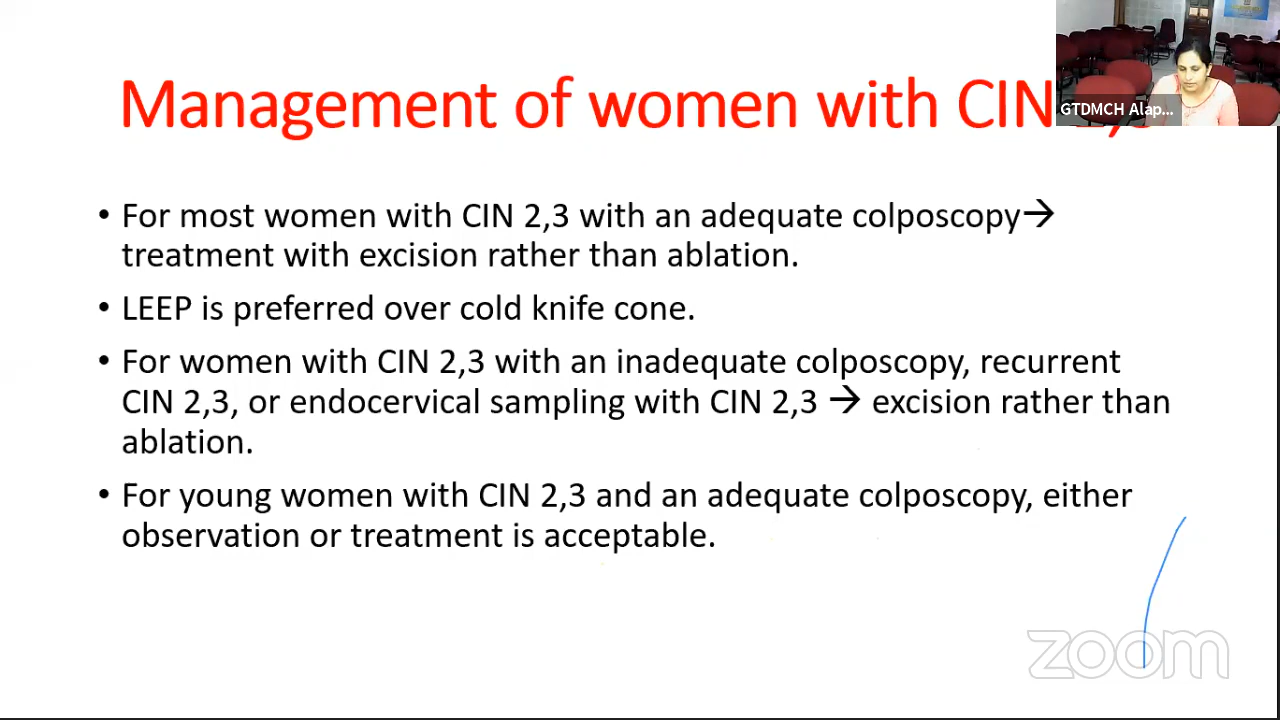 Management of women with CIN
GTDMCH Alap...
• For most women with CIN 2,3 with an adequate colposcopy→
treatment with excision rather than ablation.
• LEEP is preferred over cold knife cone.
• For women with CIN 2,3 with an inadequate colposcopy, recurrent
CIN 2,3, or endocervical sampling with CIN 2,3 → excision rather than
ablation.
• For young women with CIN 2,3 and an adequate colposcopy, either
observation or treatment is acceptable.
zoom